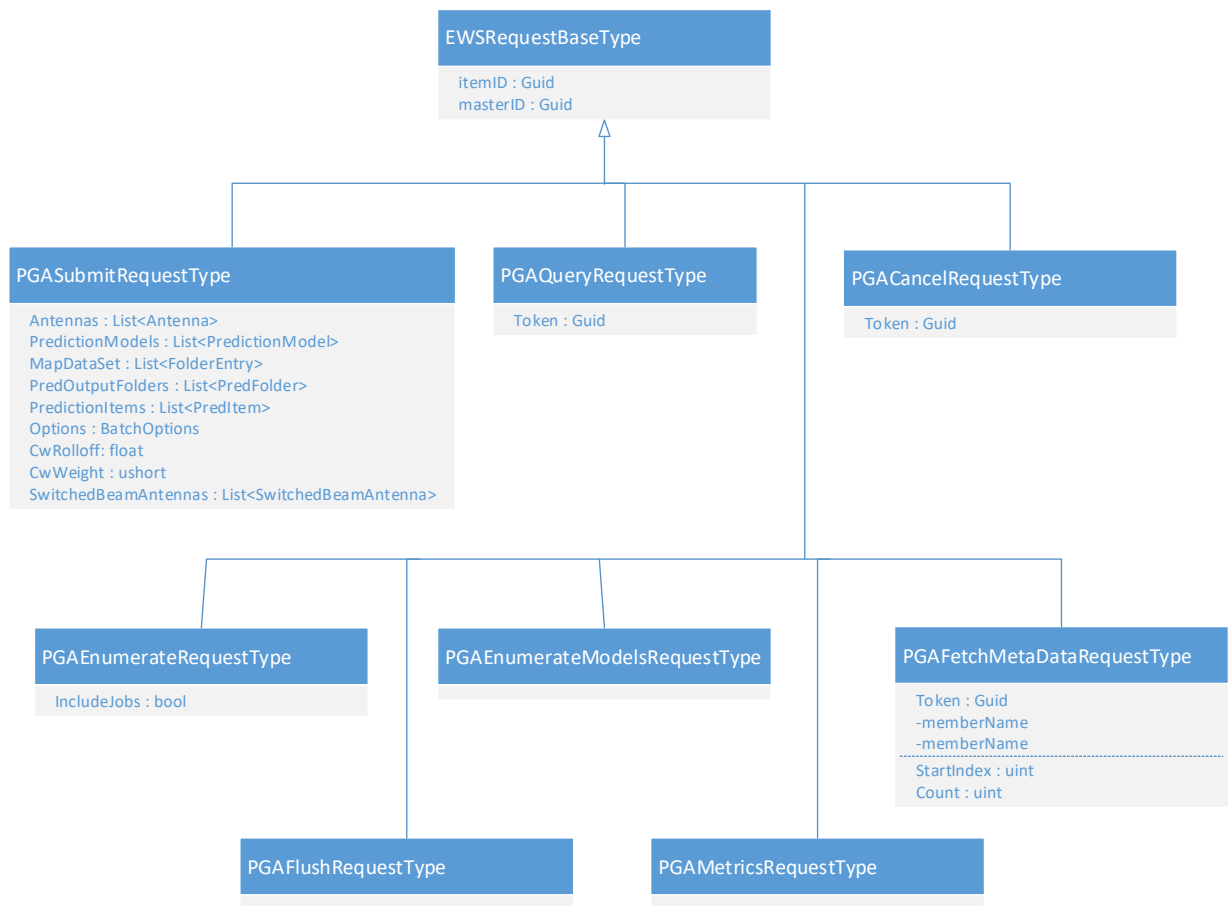 EWSRequestBaseType
itemID : Guid
masterID : Guid
PGASubmitRequestType
Antennas : List<Antenna>
PredictionModels : List<PredictionModel>
MapDataSet : List<FolderEntry>
PredOutputFolders : List<PredFolder>
PredictionItems : List<PredItem>
Options : BatchOptions
CwRolloff: float
CwWeight : ushort
SwitchedBeamAntennas : List<SwitchedBeamAntenna>
PGAQueryRequestType
Token : Guid
PGACancelRequestType
Token : Guid
PGAEnumerateRequestType
IncludeJobs : bool
PGAEnumerateModelsRequestType
PGAFetchMetaDataRequestType
Token : Guid
-memberName
-memberName
StartIndex : uint
Count : uint
PGAFlushRequestType
PGAMetricsRequestType